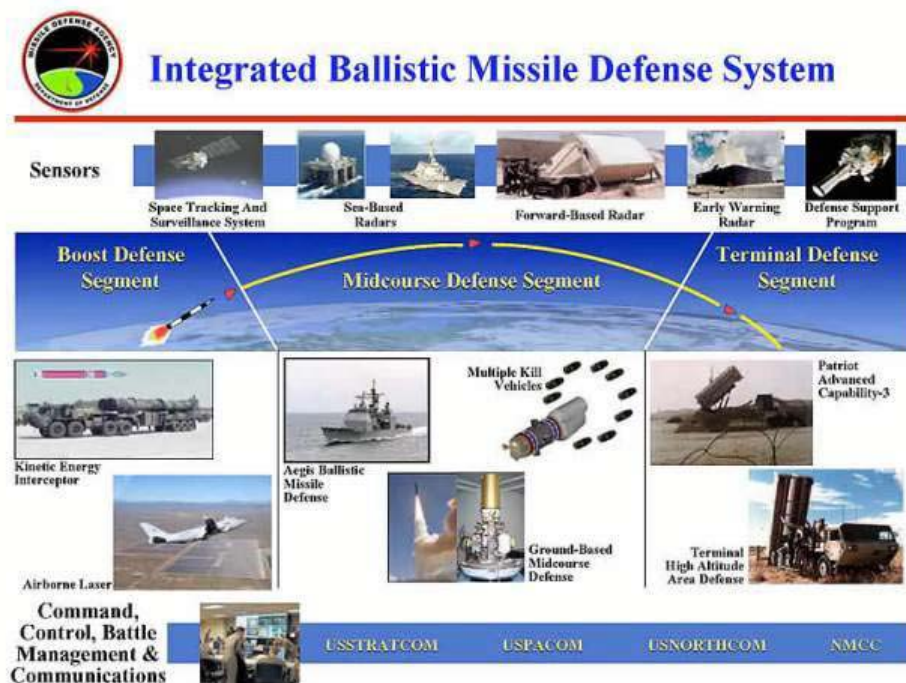 MISSILE DEFENSE AGENCY
DEPARTMENT OF DEFENSE
Integrated Ballistic Missile Defense System
Sensors
Space Tracking And
Surveillance System
Sea-Based
Radars
Forward-Based Radar
Early Warning
Radar
Defense Support
Program
Boost Defense
Segment
Midcourse Defense Segment
Terminal Defense
Segment
Kinetic Energy
Interceptor
Airborne Laser
Aegis Ballistic
Missile
Defense
Multiple Kill
Vehicles
Ground-Based
Midcourse
Defense
Patriot
Advanced
Capability-3
Terminal
High Altitude
Area Defense
Command,
Control, Battle
Management &
Communications
USSTRATCOM
USPACOM
USNORTHCOM
NMCC